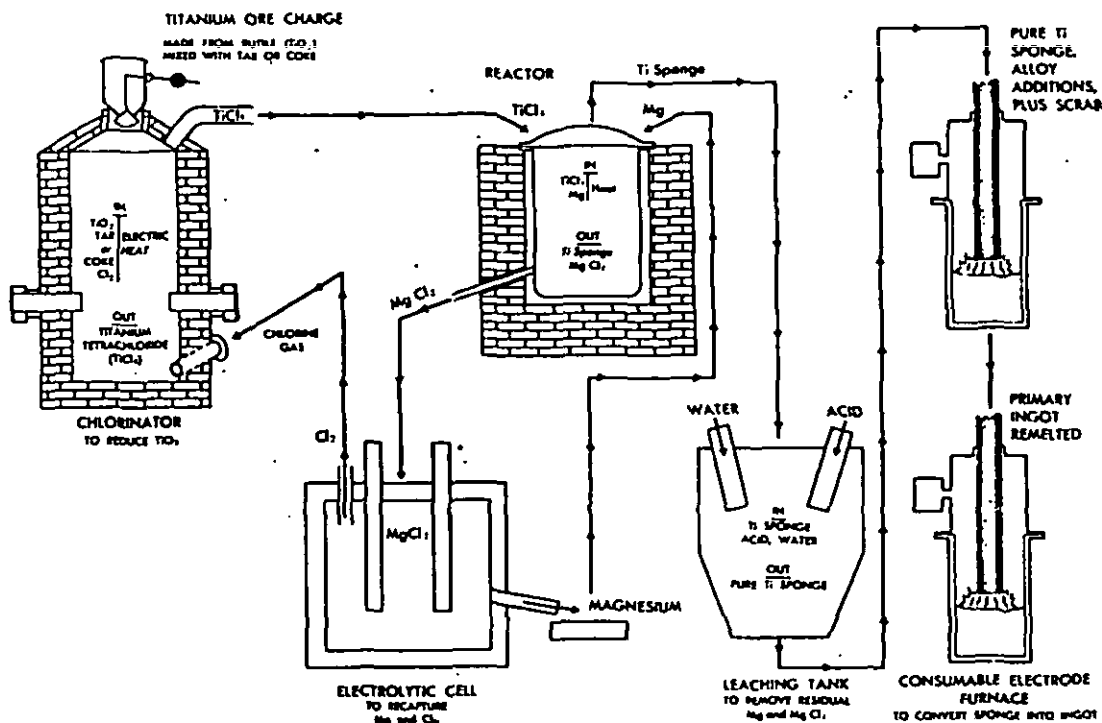 TITANIUM ORE CHARGE
MADE FROM RUTILE (TiO₂)
MIXED WITH TAR OR COKE
TiCl₄
IN
TiO₂
TAR
or
COKE
Cl₂
ELECTRIC
HEAT
OUT
TITANIUM
TETRACHLORIDE
(TiCl₄)
CHLORINATOR
TO REDUCE TiO₂
CHLORINE
GAS
REACTOR
TiCl₄
Ti Sponge
Mg
IN
TiCl₄
Mg
Heat
OUT
Ti Sponge
Mg Cl₂
Mg Cl₂
Cl₂
MgCl₂
MAGNESIUM
ELECTROLYTIC CELL
TO RECAPTURE
Mg and Cl₂
WATER
ACID
IN
Ti SPONGE
ACID, WATER
OUT
PURE Ti SPONGE
LEACHING TANK
TO REMOVE RESIDUAL
Mg and Mg Cl₂
PURE Ti
SPONGE,
ALLOY
ADDITIONS,
PLUS SCRAP
PRIMARY
INGOT
REMELTED
CONSUMABLE ELECTRODE
FURNACE
TO CONVERT SPONGE INTO INGOT